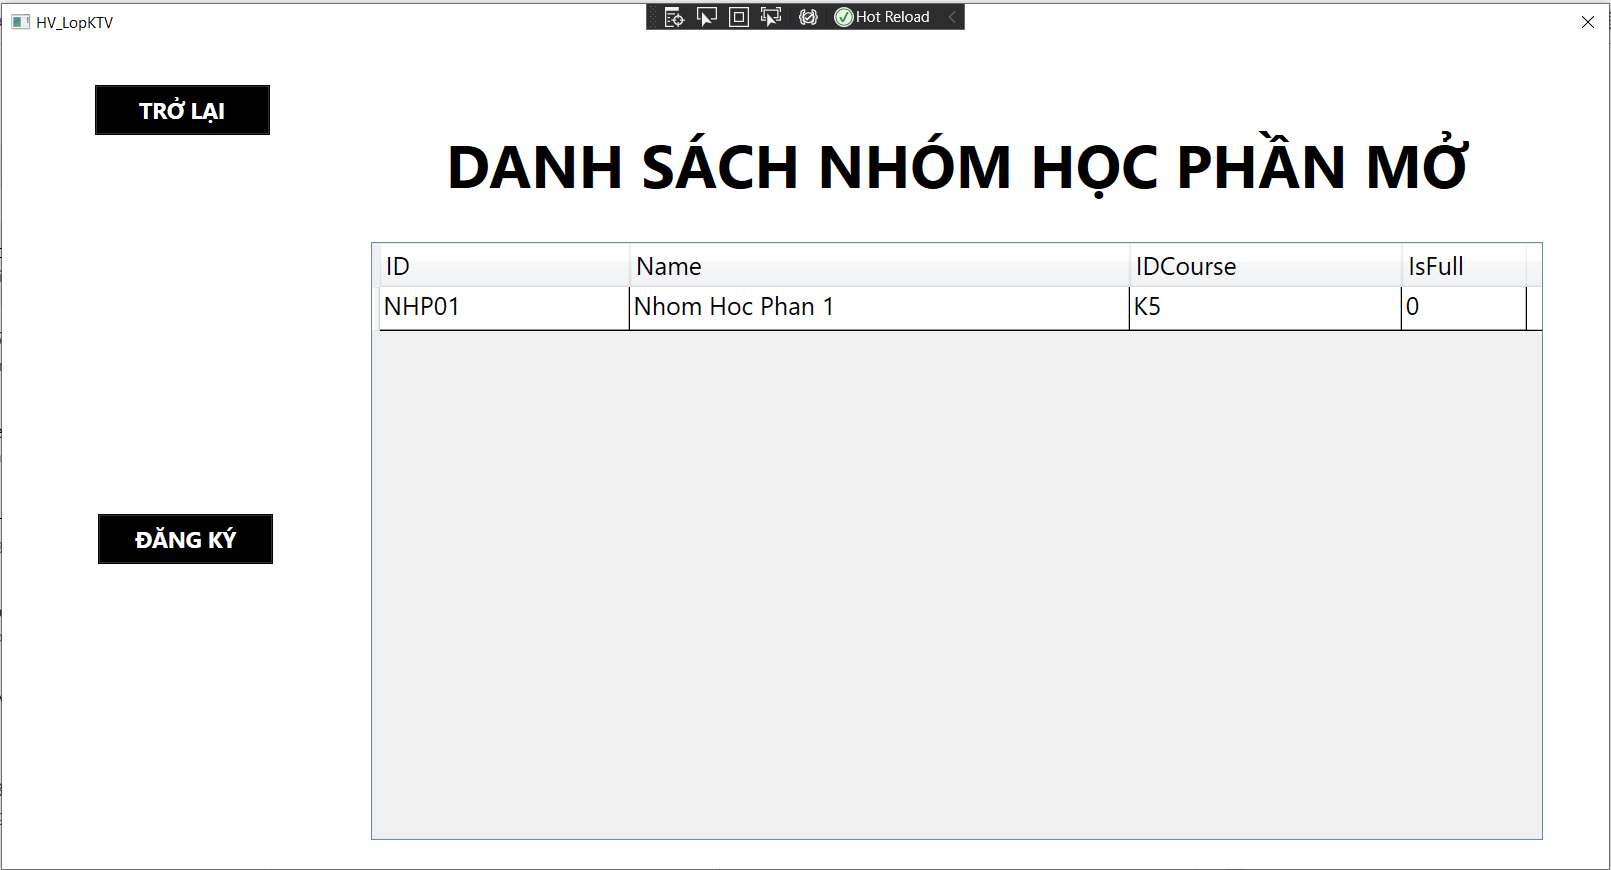 HV_LopKTV
Hot Reload
TRỞ LẠI
DANH SÁCH NHÓM HỌC PHẦN MỞ
ID Name IDCourse IsFull
NHP01 Nhom Hoc Phan 1 K5 0
ĐĂNG KÝ